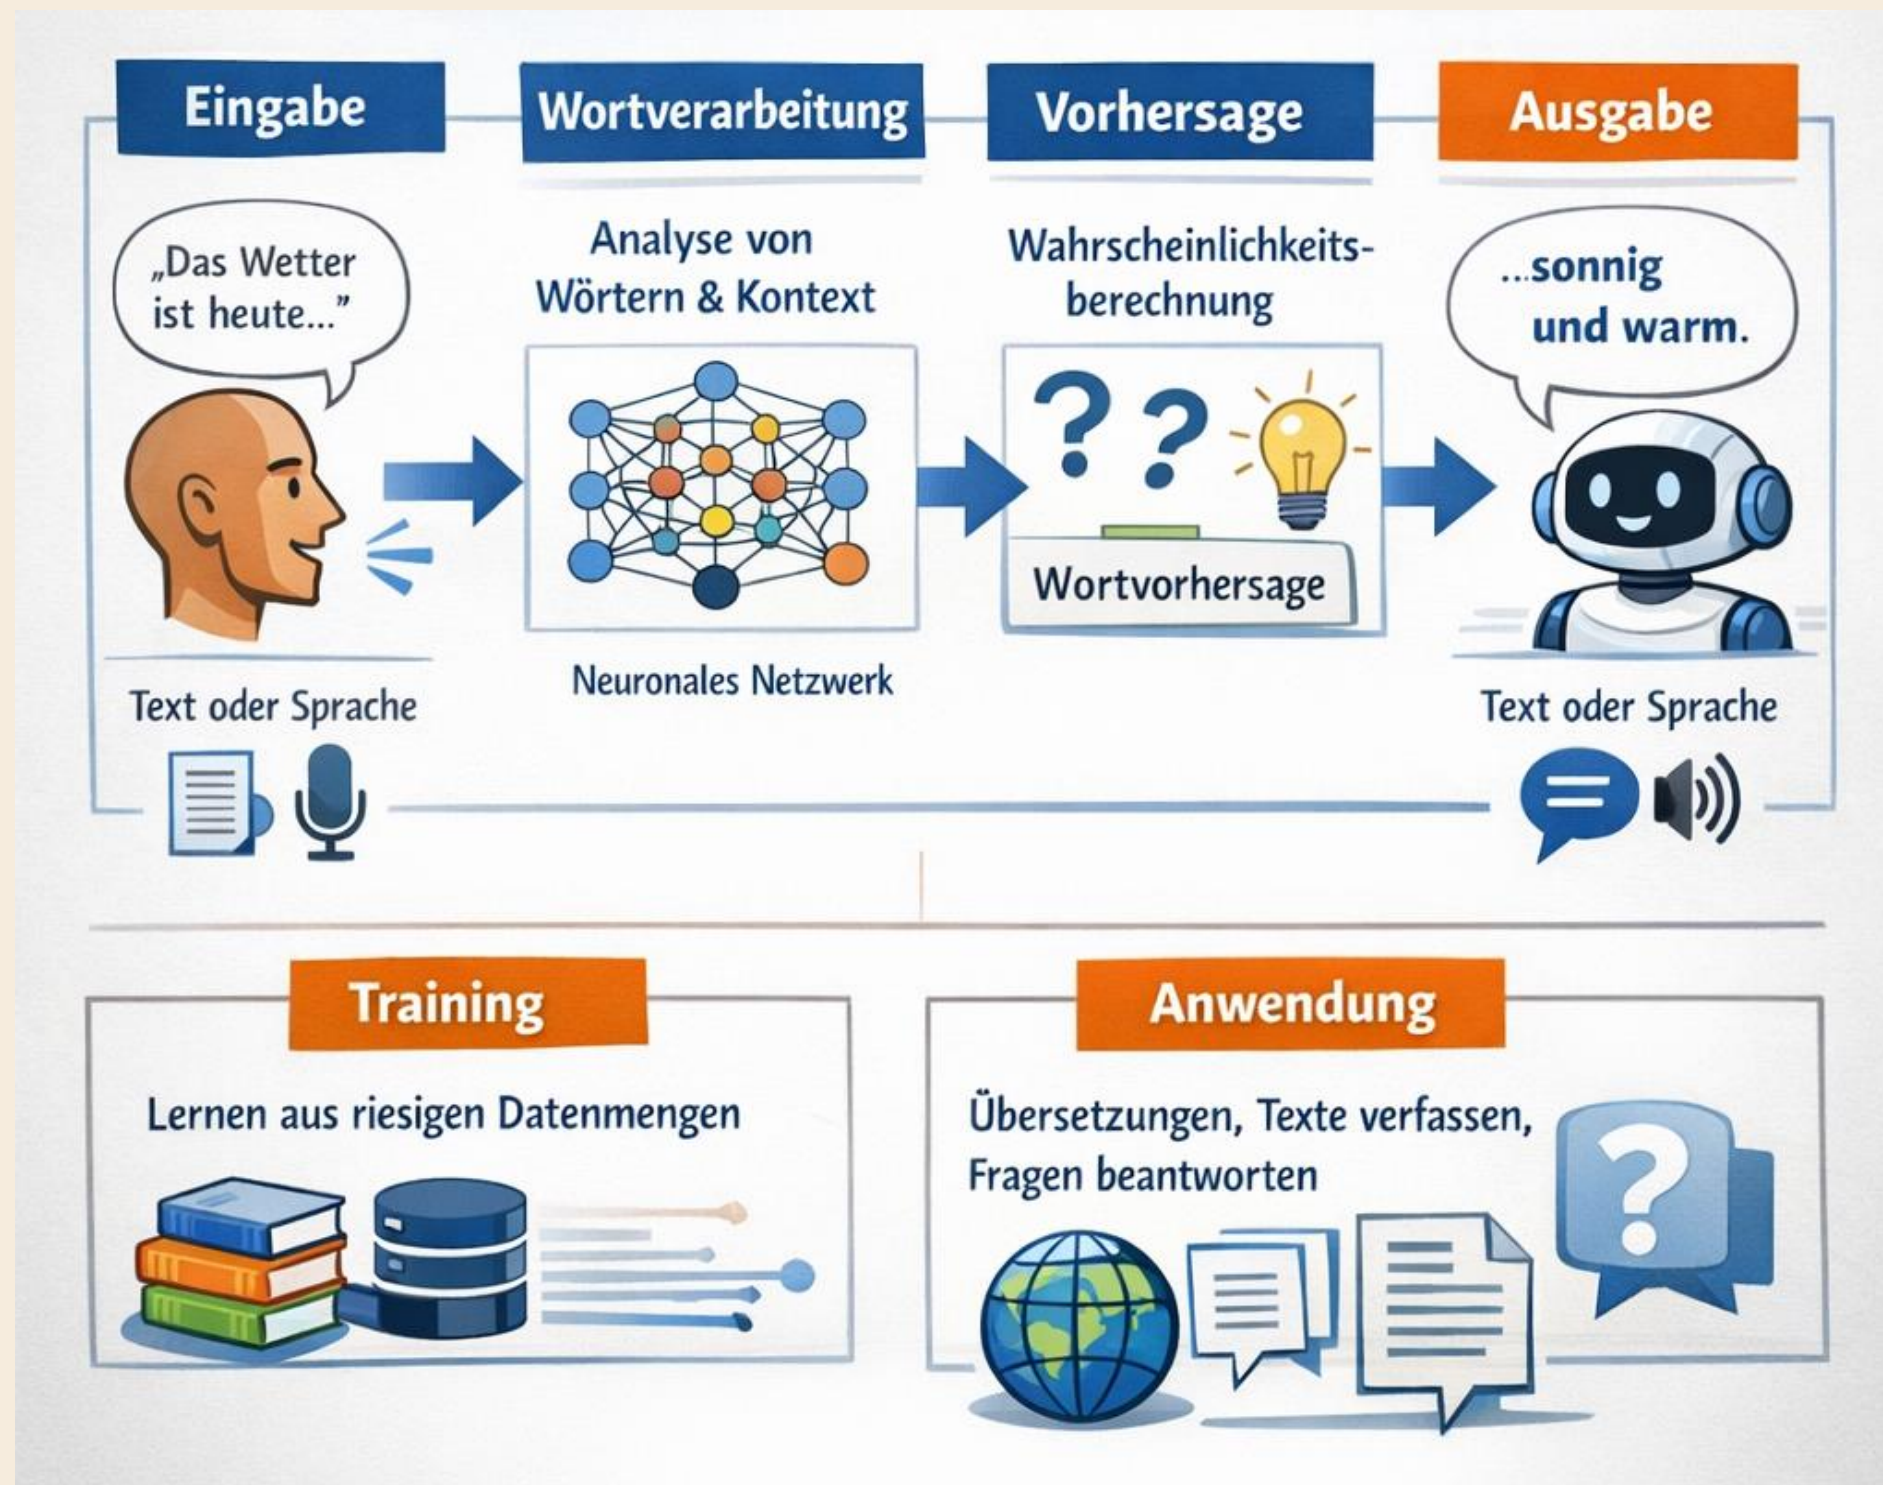 Eingabe
Wortverarbeitung
Vorhersage
Ausgabe
„Das Wetter
ist heute...”
Analyse von
Wörtern & Kontext
Wahrscheinlichkeits-
berechnung
...sonnig
und warm.
? ?
Wortvorhersage
Neuronales Netzwerk
Text oder Sprache
Text oder Sprache
Training
Lernen aus riesigen Datenmengen
Anwendung
Übersetzungen, Texte verfassen,
Fragen beantworten
?